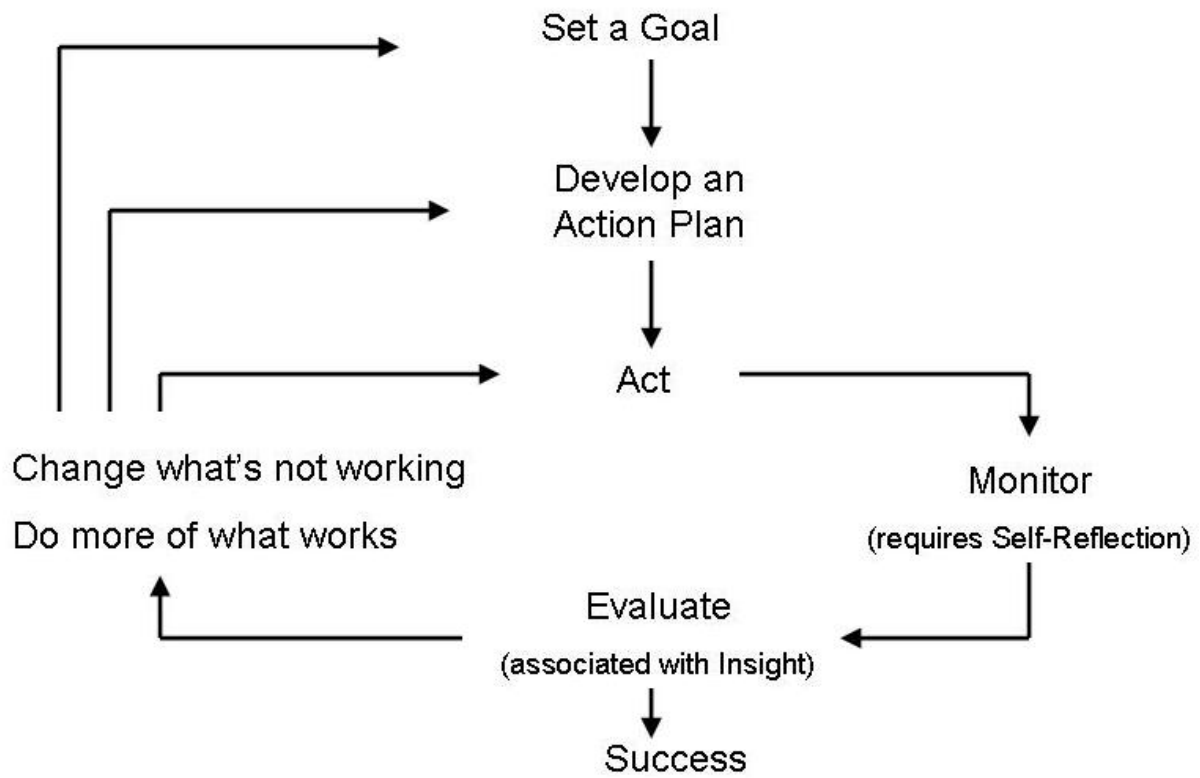 Set a Goal
Develop an
Action Plan
Act
Change what's not working
Do more of what works
Monitor
(requires Self-Reflection)
Evaluate
(associated with Insight)
Success